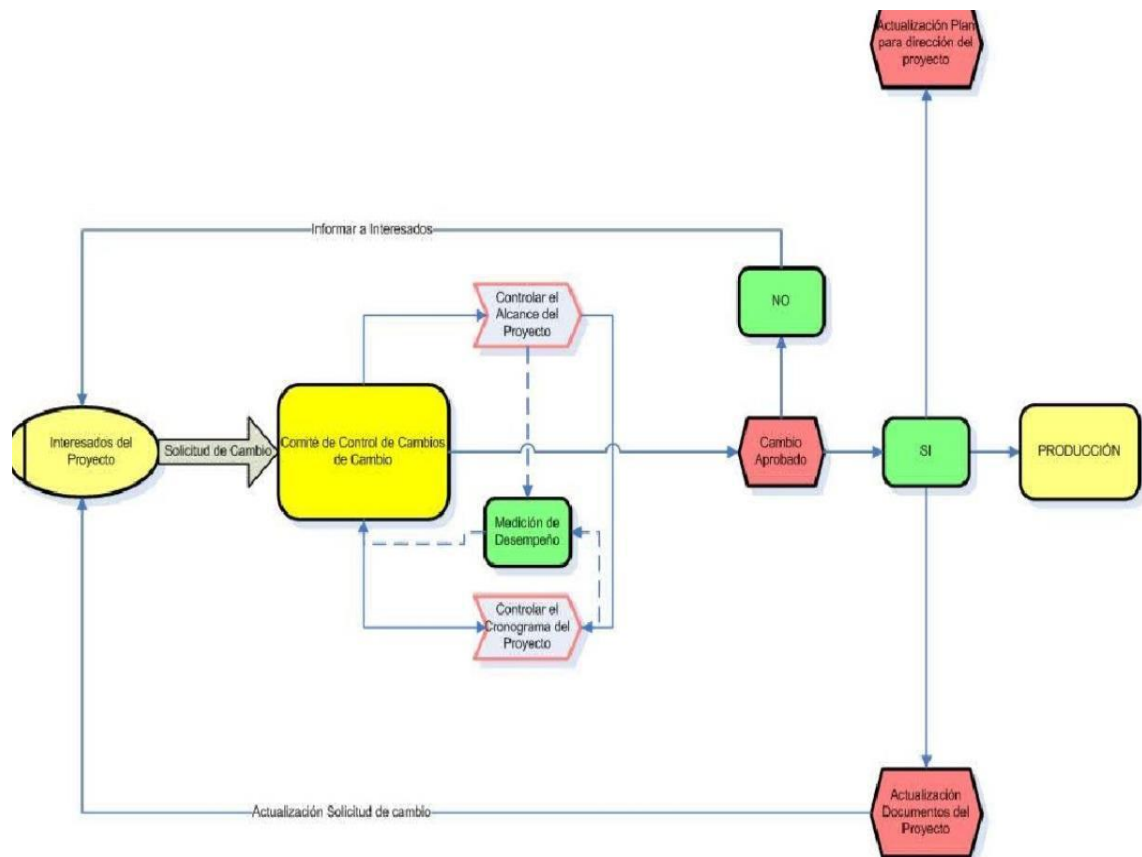 Actualización Plan
para dirección del
proyecto
Informar a Interesados
Controlar el
Alcance del
Proyecto
NO
Interesados del
Proyecto
Solicitud de Cambio
Comité de Control de Cambios
de Cambio
Cambio
Aprobado
SI
PRODUCCIÓN
Medición de
Desempeño
Controlar el
Cronograma del
Proyecto
Actualización Solicitud de cambio
Actualización
Documentos del
Proyecto